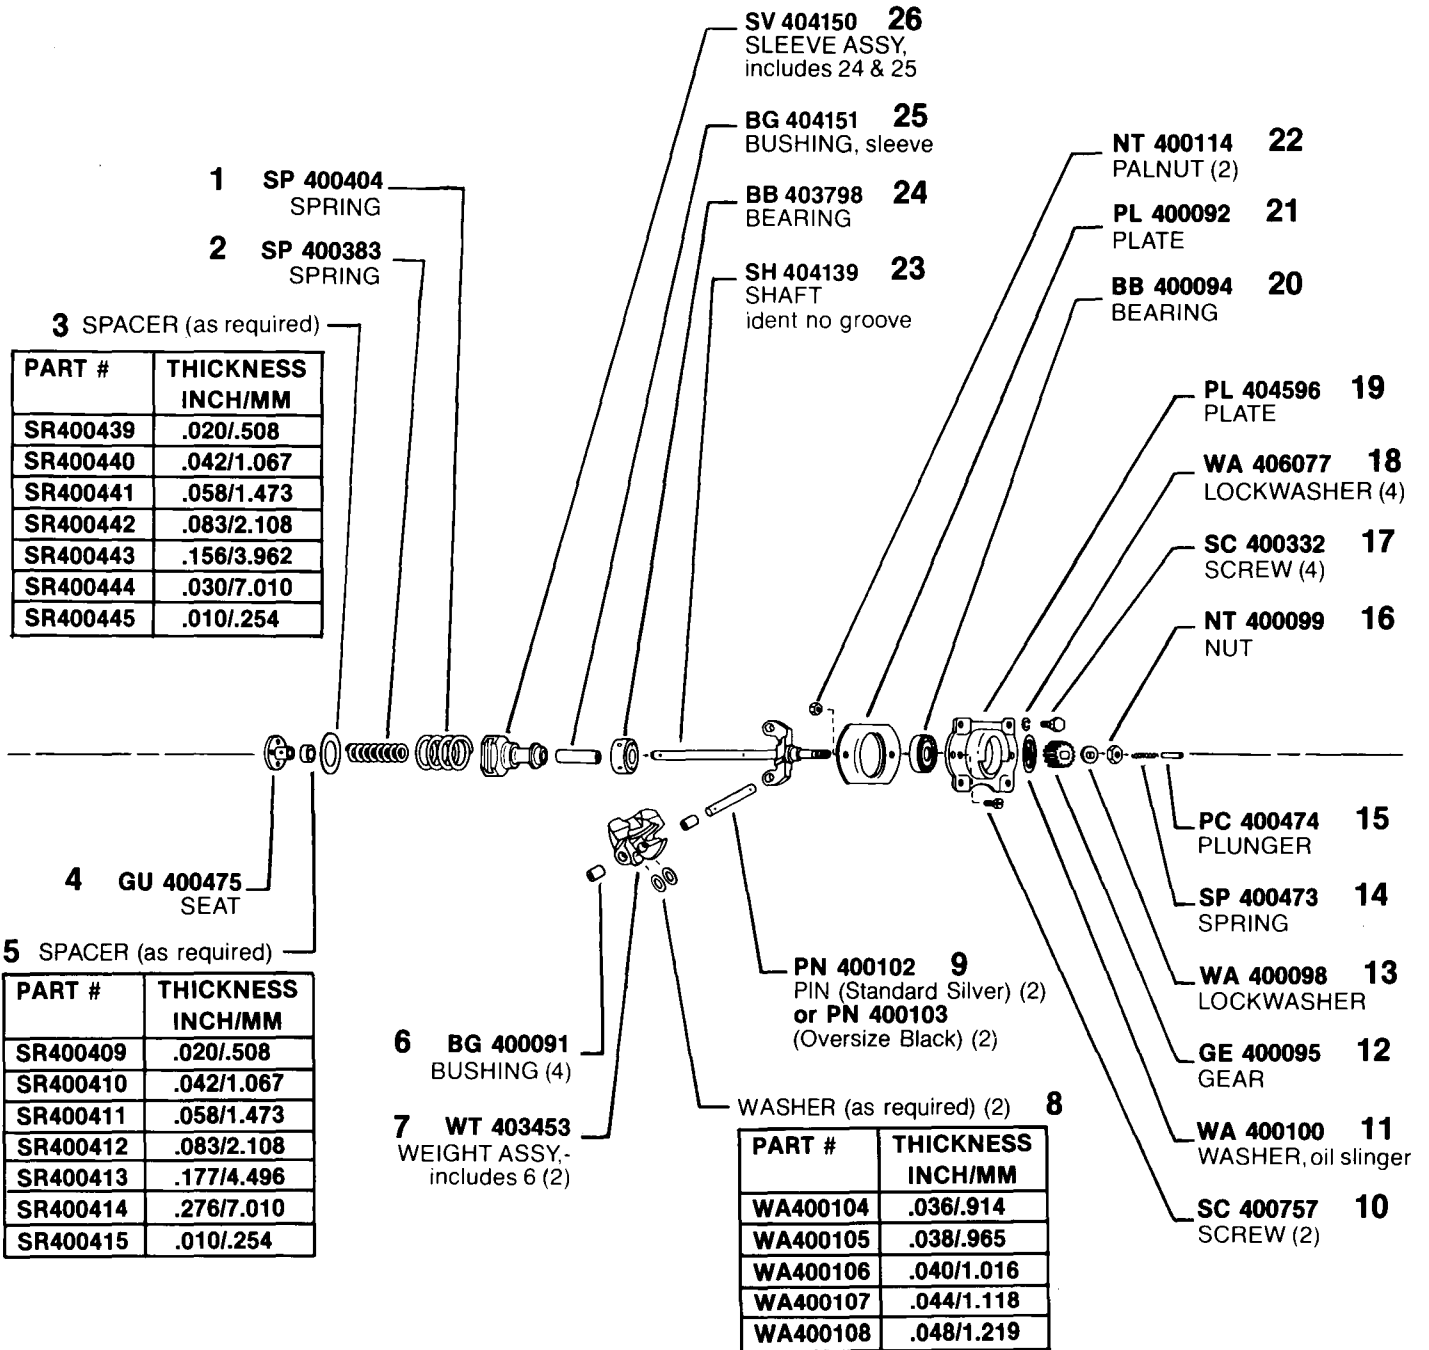 SV 404150 26
SLEEVE ASSY,
includes 24 & 25
BG 404151 25
BUSHING, sleeve
BB 403798 24
BEARING
SH 404139 23
SHAFT
ident no groove
NT 400114 22
PALNUT (2)
PL 400092 21
PLATE
BB 400094 20
BEARING
PL 404596 19
PLATE
WA 406077 18
LOCKWASHER (4)
SC 400332 17
SCREW (4)
NT 400099 16
NUT
1 SP 400404
SPRING
2 SP 400383
SPRING
3 SPACER (as required)
PART # THICKNESS
INCH/MM
SR400439 .020/.508
SR400440 .042/1.067
SR400441 .058/1.473
SR400442 .083/2.108
SR400443 .156/3.962
SR400444 .030/7.010
SR400445 .010/.254
4 GU 400475
SEAT
5 SPACER (as required)
PART # THICKNESS
INCH/MM
SR400409 .020/.508
SR400410 .042/1.067
SR400411 .058/1.473
SR400412 .083/2.108
SR400413 .177/4.496
SR400414 .276/7.010
SR400415 .010/.254
6 BG 400091
BUSHING (4)
7 WT 403453
WEIGHT ASSY,-
includes 6 (2)
PN 400102 9
PIN (Standard Silver) (2)
or PN 400103
(Oversize Black) (2)
WASHER (as required) (2) 8
PART # THICKNESS
INCH/MM
WA400104 .036/.914
WA400105 .038/.965
WA400106 .040/1.016
WA400107 .044/1.118
WA400108 .048/1.219
PC 400474 15
PLUNGER
SP 400473 14
SPRING
WA 400098 13
LOCKWASHER
GE 400095 12
GEAR
WA 400100 11
WASHER, oil slinger
SC 400757 10
SCREW (2)